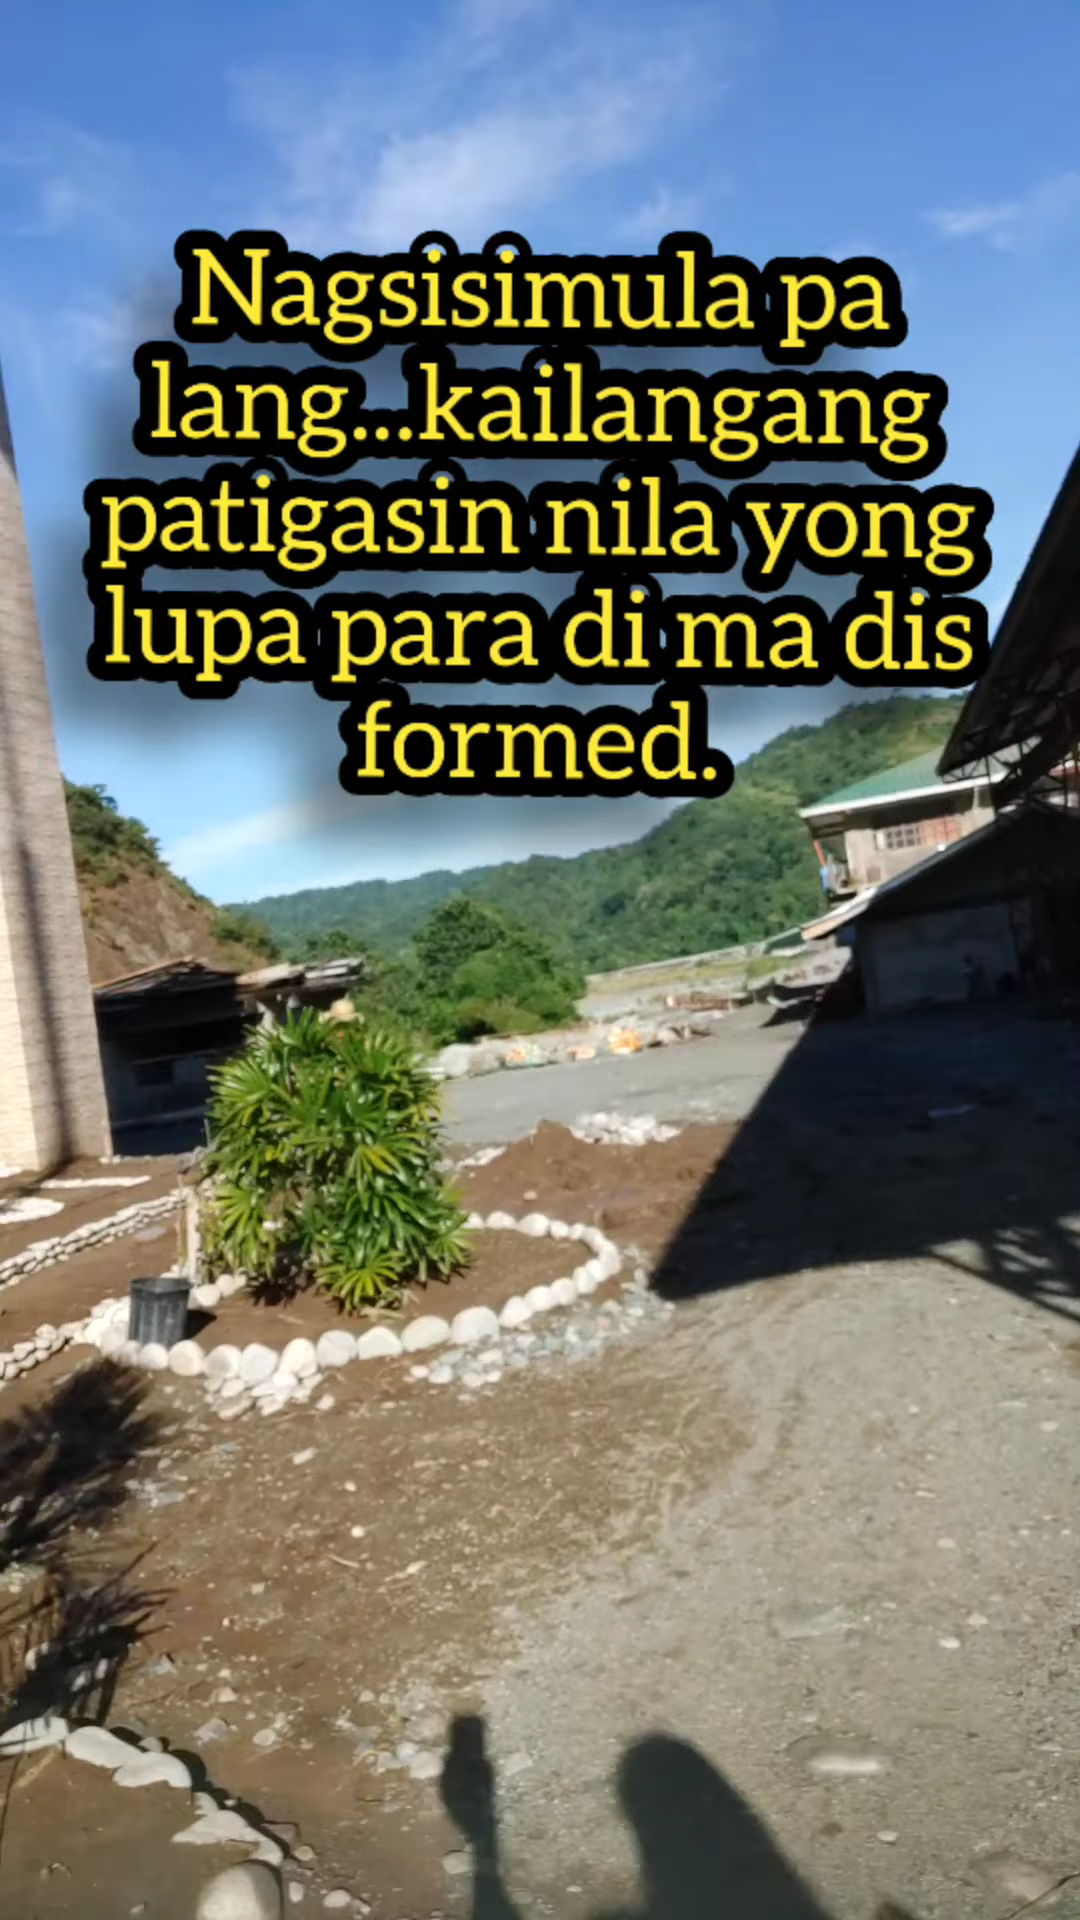 Nagsisimula pa
lang...kailangang
patigasin nila yong
lupa para di ma dis
formed.